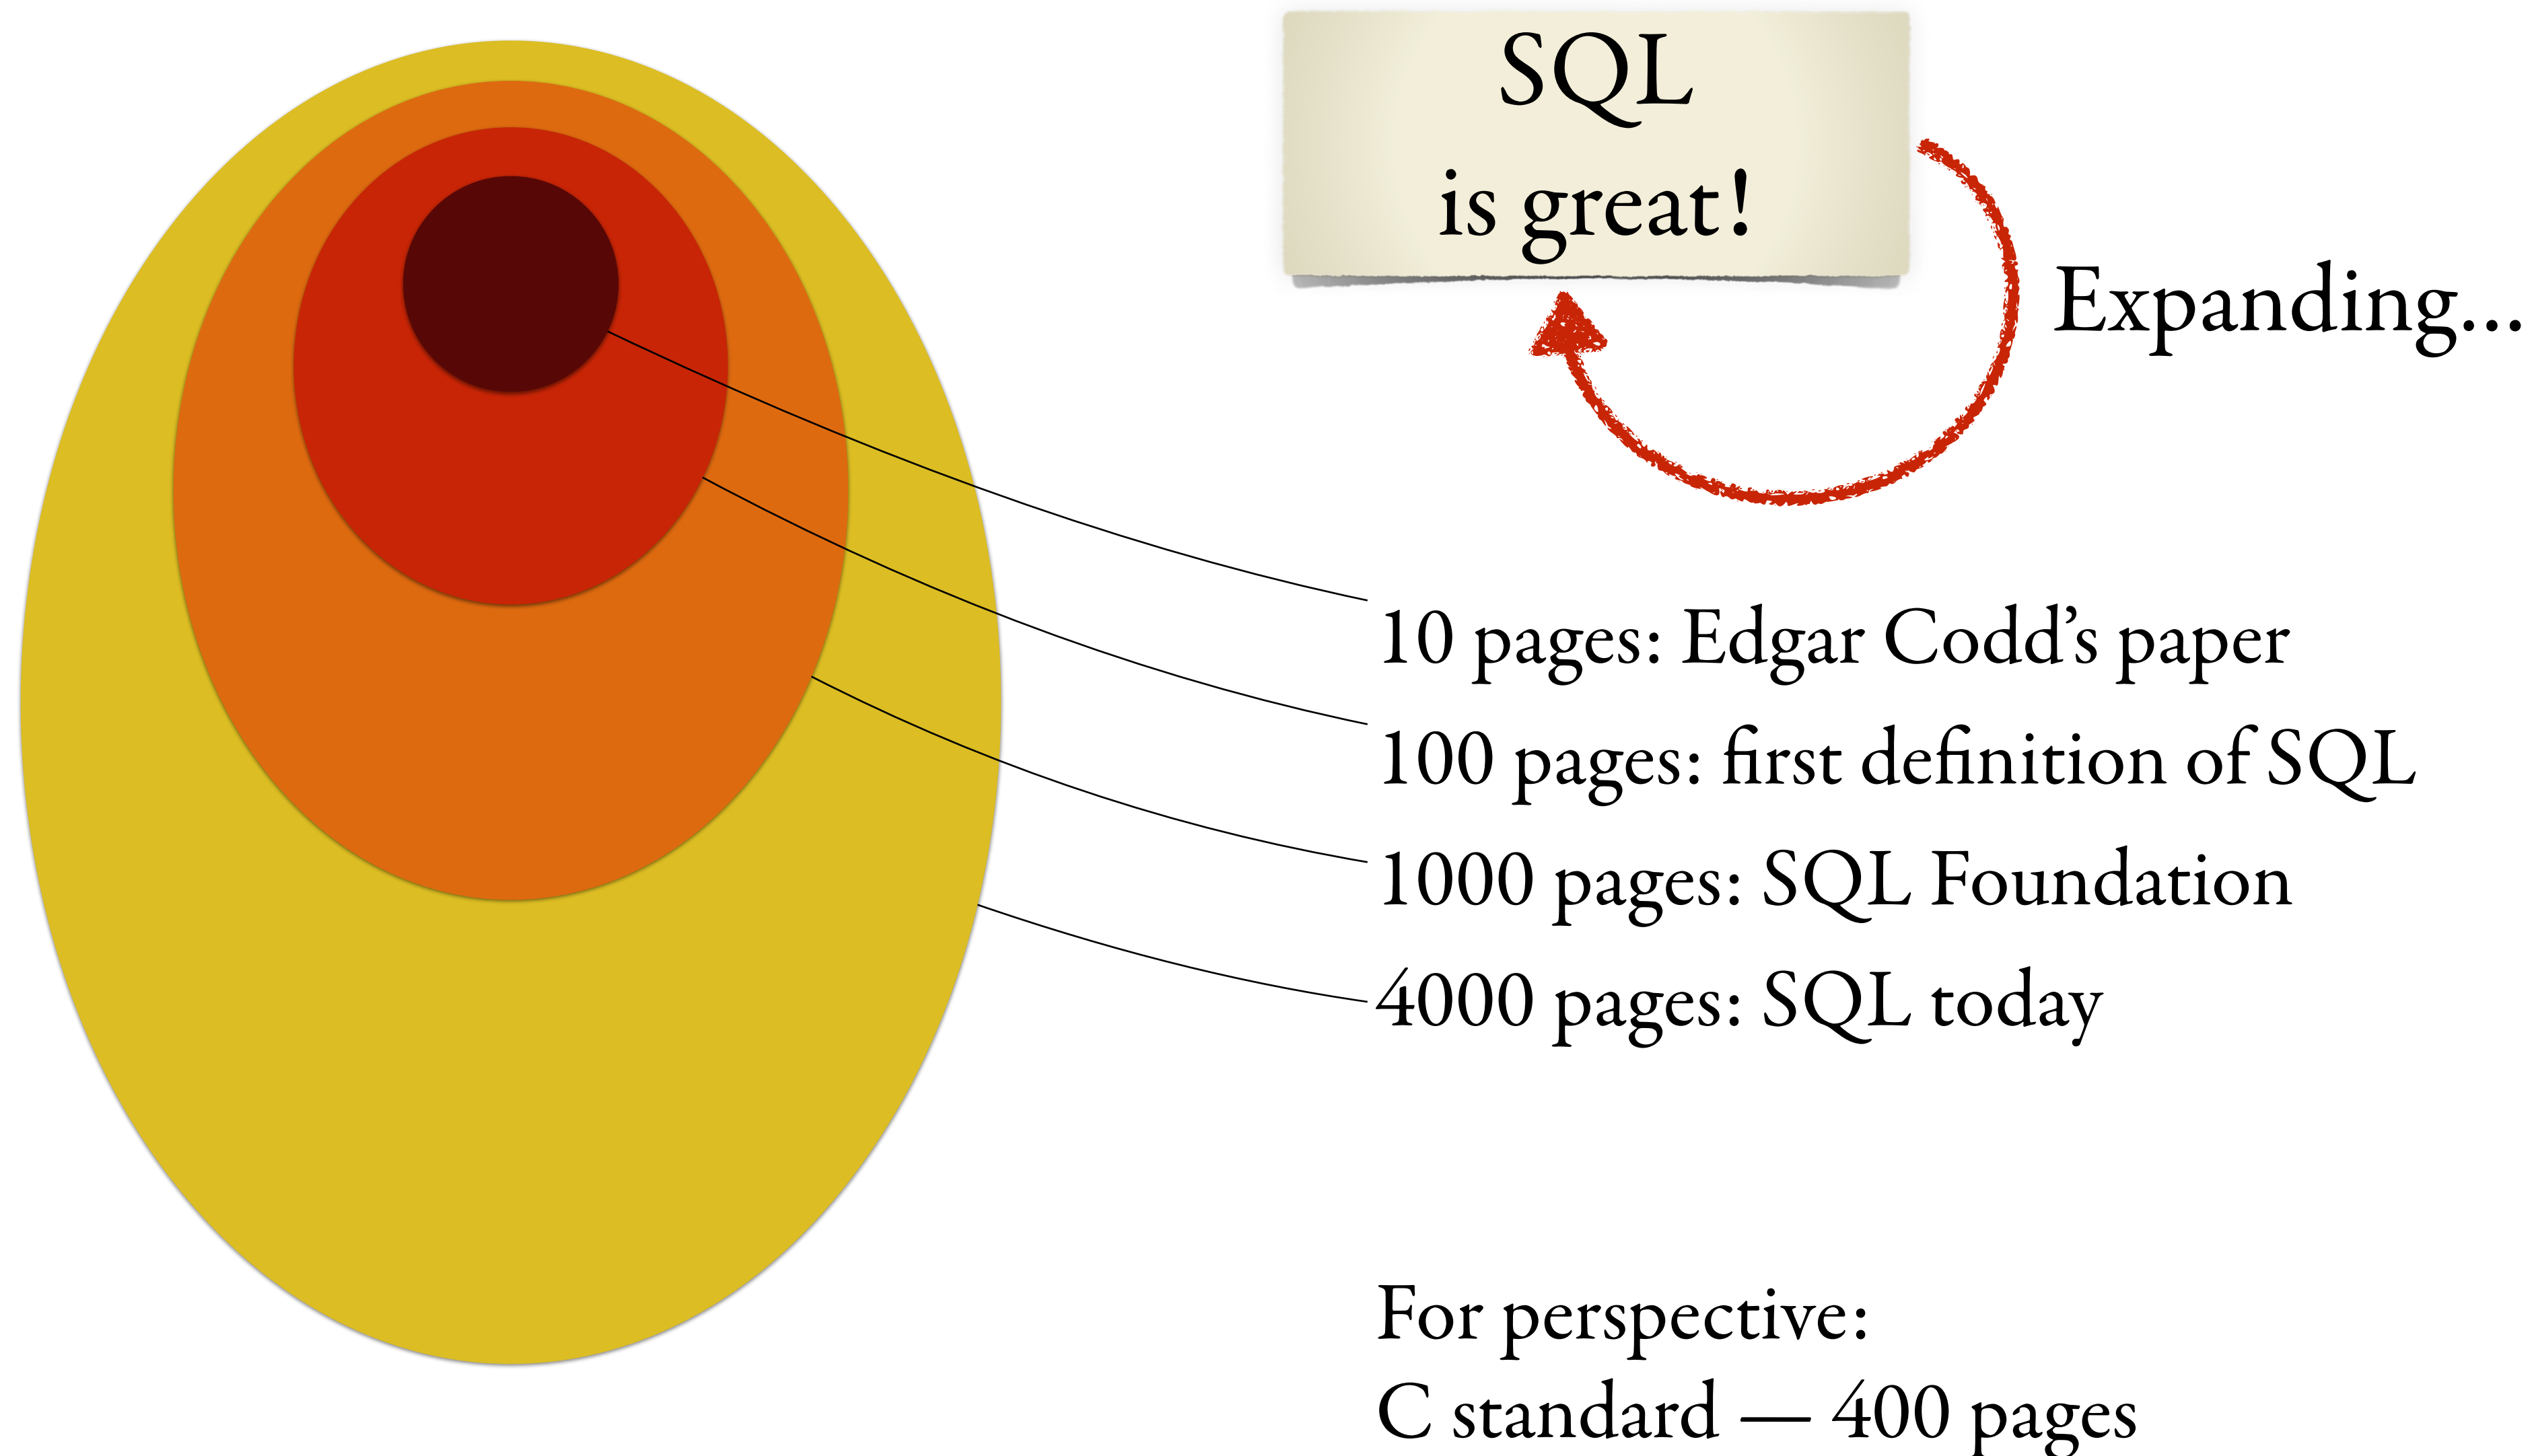 SQL
is great!
Expanding...
10 pages: Edgar Codd’s paper
100 pages: first definition of SQL
1000 pages: SQL Foundation
4000 pages: SQL today
For perspective:
C standard — 400 pages